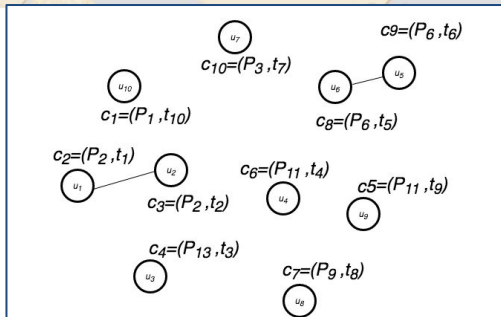 c9=(P6,t6)
u7
u6
u5
c10=(P3,t7)
u10
c1=(P1,t10)
c8=(P6,t5)
c2=(P2,t1)
u2
c6=(P11,t4)
c5=(P11,t9)
u1
c3=(P2,t2)
u4
u9
c4=(P13,t3)
c7=(P9,t8)
u3
u8